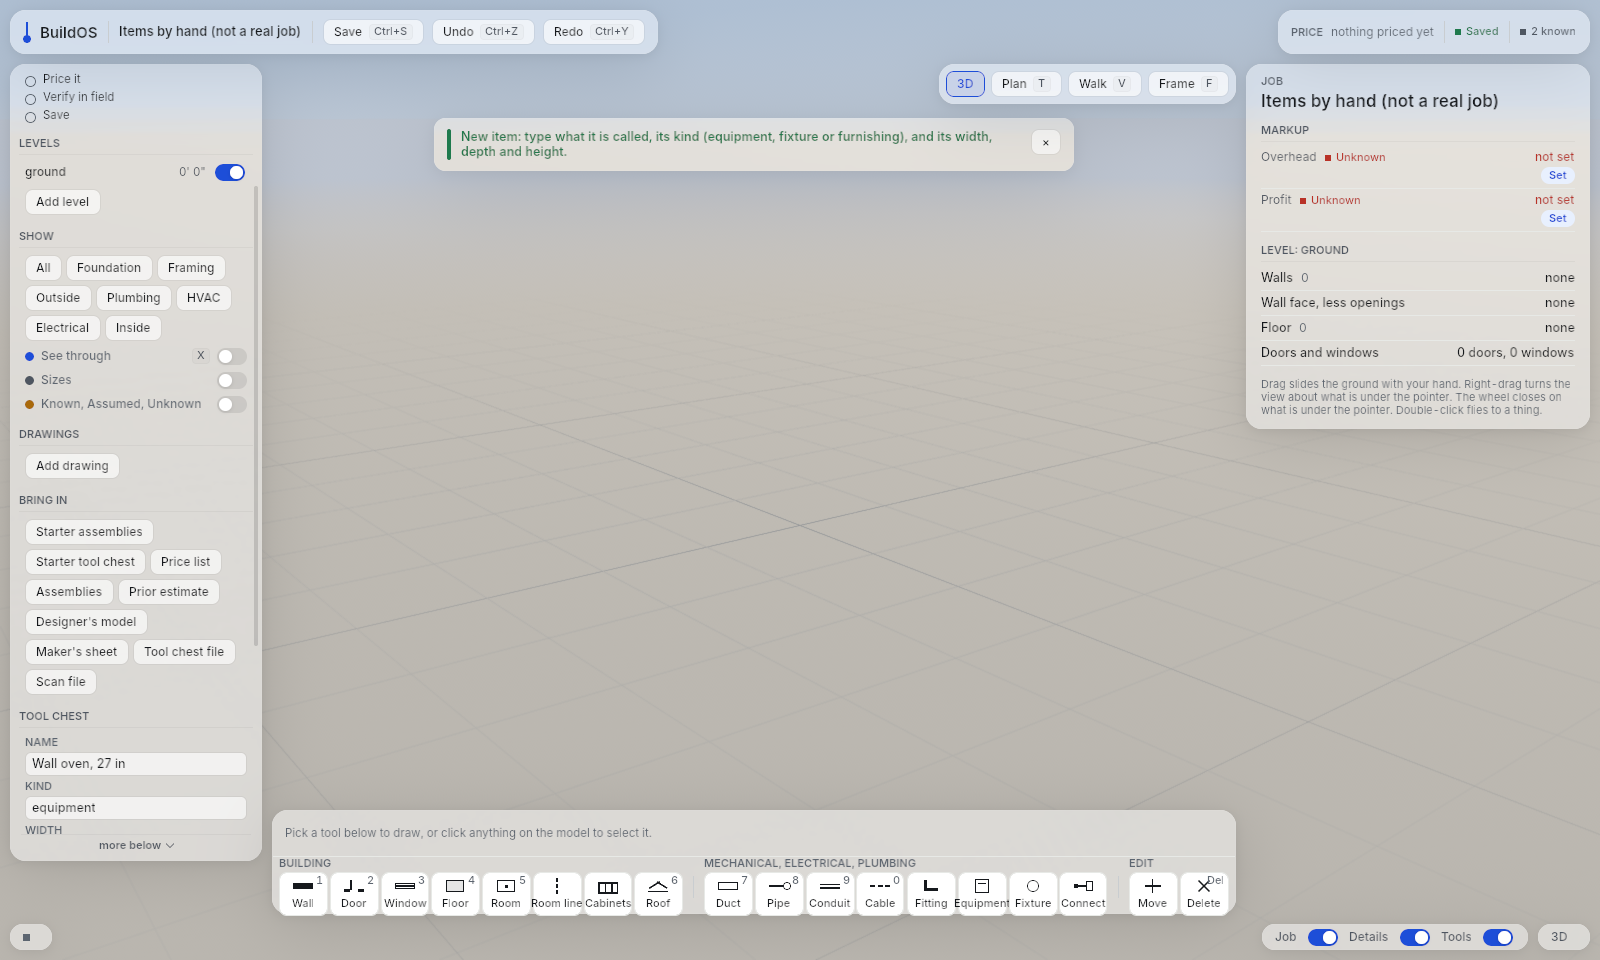 BuildOS
Items by hand (not a real job)
Save Ctrl+S
Undo Ctrl+Z
Redo Ctrl+Y
PRICE nothing priced yet
Saved
2 known
Price it
Verify in field
Save
LEVELS
ground 0' 0"
Add level
SHOW
All Foundation Framing
Outside Plumbing HVAC
Electrical Inside
See through X
Sizes
Known, Assumed, Unknown
DRAWINGS
Add drawing
BRING IN
Starter assemblies
Starter tool chest Price list
Assemblies Prior estimate
Designer's model
Maker's sheet Tool chest file
Scan file
TOOL CHEST
NAME
Wall oven, 27 in
KIND
equipment
WIDTH
more below
3D Plan T Walk V Frame F
New item: type what it is called, its kind (equipment, fixture or furnishing), and its width,
depth and height.
×
JOB
Items by hand (not a real job)
MARKUP
Overhead Unknown not set
Set
Profit Unknown not set
Set
LEVEL: GROUND
Walls 0 none
Wall face, less openings none
Floor 0 none
Doors and windows 0 doors, 0 windows
Drag slides the ground with your hand. Right-drag turns the
view about what is under the pointer. The wheel closes on
what is under the pointer. Double-click flies to a thing.
Pick a tool below to draw, or click anything on the model to select it.
BUILDING
1 Wall
2 Door
3 Window
4 Floor
5 Room
Room line
Cabinets
6 Roof
MECHANICAL, ELECTRICAL, PLUMBING
7 Duct
8 Pipe
9 Conduit
0 Cable
Fitting
Equipment
Fixture
Connect
EDIT
Move
Del Delete
Job Details Tools
3D